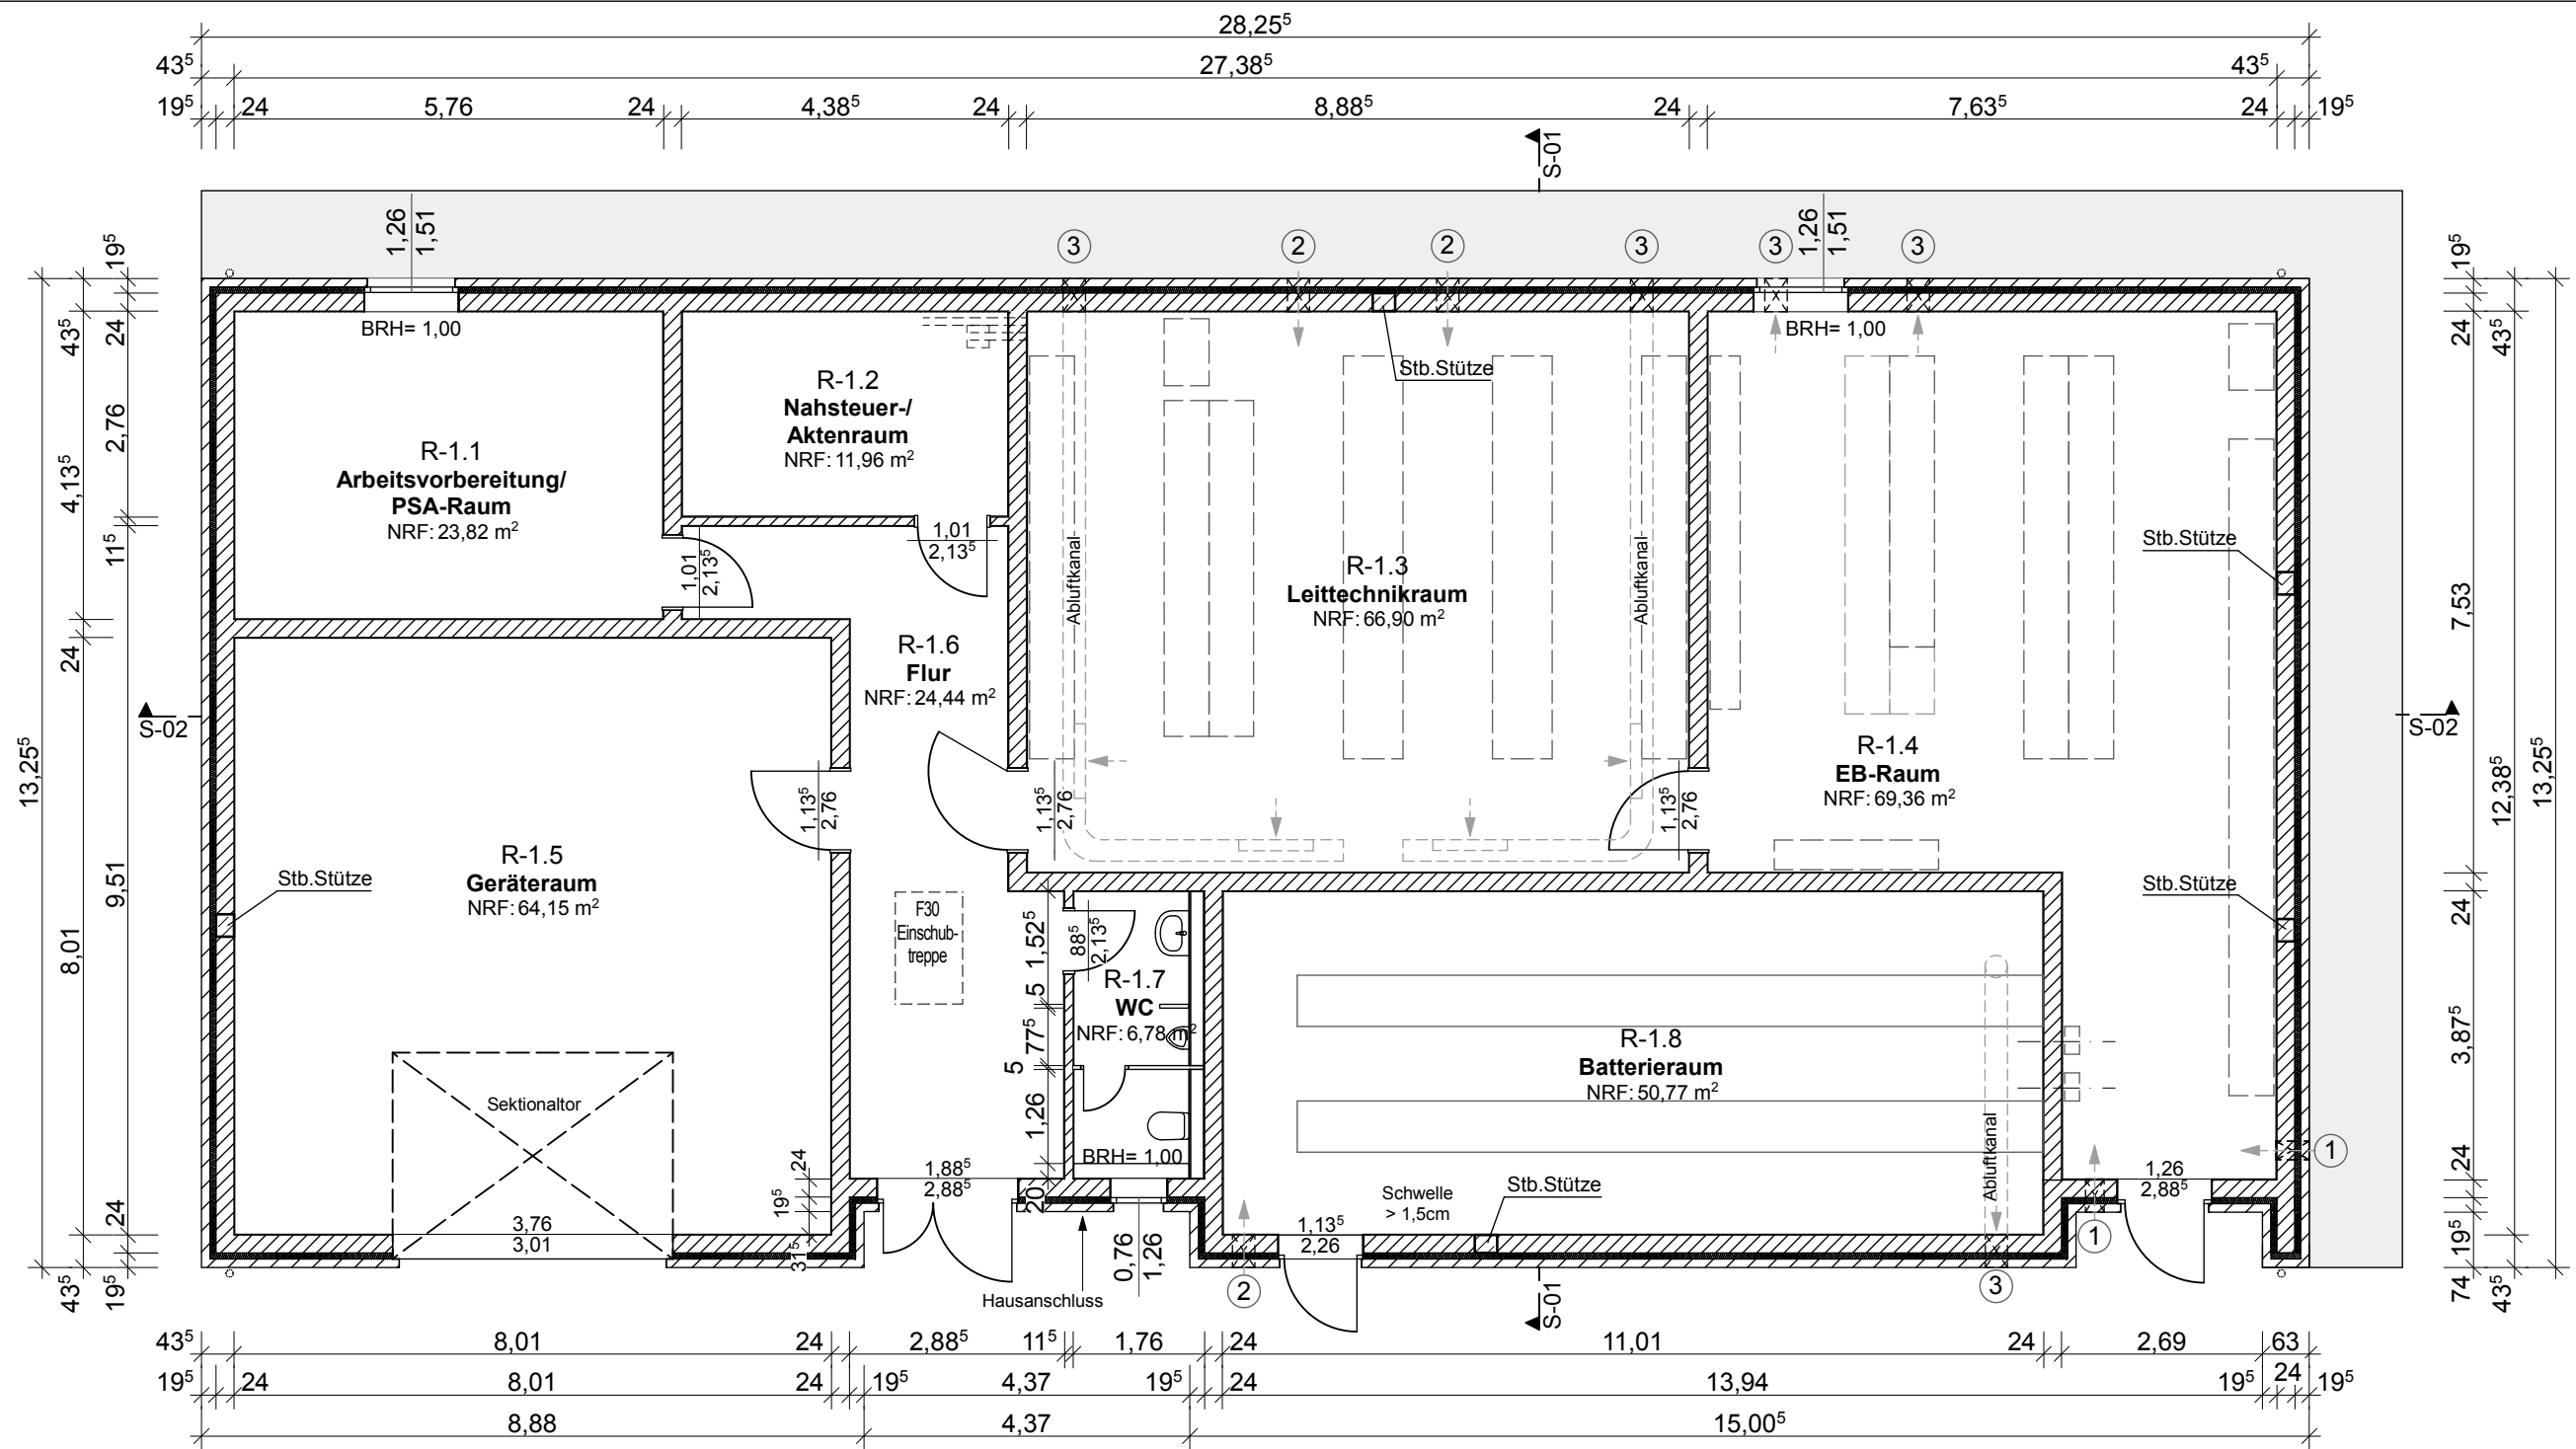 28,25⁵
43⁵ 27,38⁵ 43⁵
19⁵ 24 5,76 24 4,38⁵ 24 8,88⁵ 24 7,63⁵ 24 19⁵
S-01
1,26
1,51
3 2 2 3 3
1,26
1,51
3
BRH= 1,00
BRH= 1,00
Stb.Stütze
R-1.1
Arbeitsvorbereitung/
PSA-Raum
NRF: 23,82 m²
R-1.2
Nahsteuer-/
Aktenraum
NRF: 11,96 m²
1,01
2,13⁵
1,01
2,13⁵
Abluftkanal
R-1.3
Leittechnikraum
NRF: 66,90 m²
Abluftkanal
Stb.Stütze
R-1.6
Flur
NRF: 24,44 m²
S-02
S-02
R-1.4
EB-Raum
NRF: 69,36 m²
1,13⁵
2,76
1,13⁵
2,76
1,13⁵
2,76
R-1.5
Geräteraum
NRF: 64,15 m²
Stb.Stütze
Stb.Stütze
F30
Einschub-
treppe
1,52⁵
5
77⁵
5
1,26
20
88⁵
2,13⁵
R-1.7
WC
NRF: 6,78 m²
BRH= 1,00
R-1.8
Batterieraum
NRF: 50,77 m²
Abluftkanal
Sektionaltor
3,76
3,01
24
19⁵
31⁵
1,88⁵
2,88⁵
Hausanschluss
0,76
1,26
Schwelle
> 1,5cm
Stb.Stütze
1,13⁵
2,26
1,26
2,88⁵
1
1
2
3
S-01
19⁵
43⁵
24
2,76
4,13⁵
11⁵
24
13,25⁵
9,51
8,01
24
43⁵
19⁵
19⁵
24
43⁵
7,53
12,38⁵
13,25⁵
24
3,87⁵
24
19⁵
74
43⁵
43⁵ 8,01 24 2,88⁵ 11⁵ 1,76 24 11,01 24 2,69 63
19⁵ 24 8,01 24 19⁵ 4,37 19⁵ 24 13,94 19⁵ 24 19⁵
8,88 4,37 15,00⁵